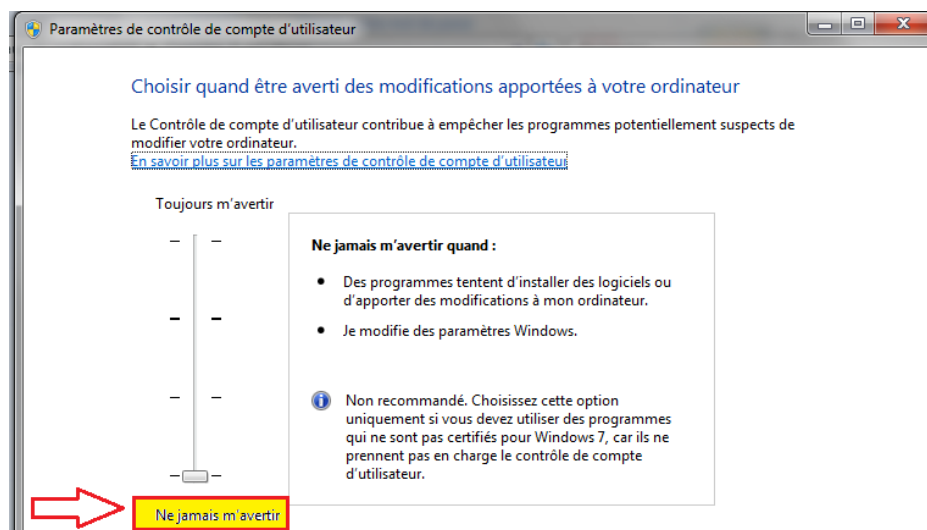 Paramètres de contrôle de compte d'utilisateur
Choisir quand être averti des modifications apportées à votre ordinateur
Le Contrôle de compte d'utilisateur contribue à empêcher les programmes potentiellement suspects de
modifier votre ordinateur.
En savoir plus sur les paramètres de contrôle de compte d'utilisateur
Toujours m'avertir
Ne jamais m'avertir quand :
• Des programmes tentent d'installer des logiciels ou
d'apporter des modifications à mon ordinateur.
• Je modifie des paramètres Windows.
Non recommandé. Choisissez cette option
uniquement si vous devez utiliser des programmes
qui ne sont pas certifiés pour Windows 7, car ils ne
prennent pas en charge le contrôle de compte
d'utilisateur.
Ne jamais m'avertir